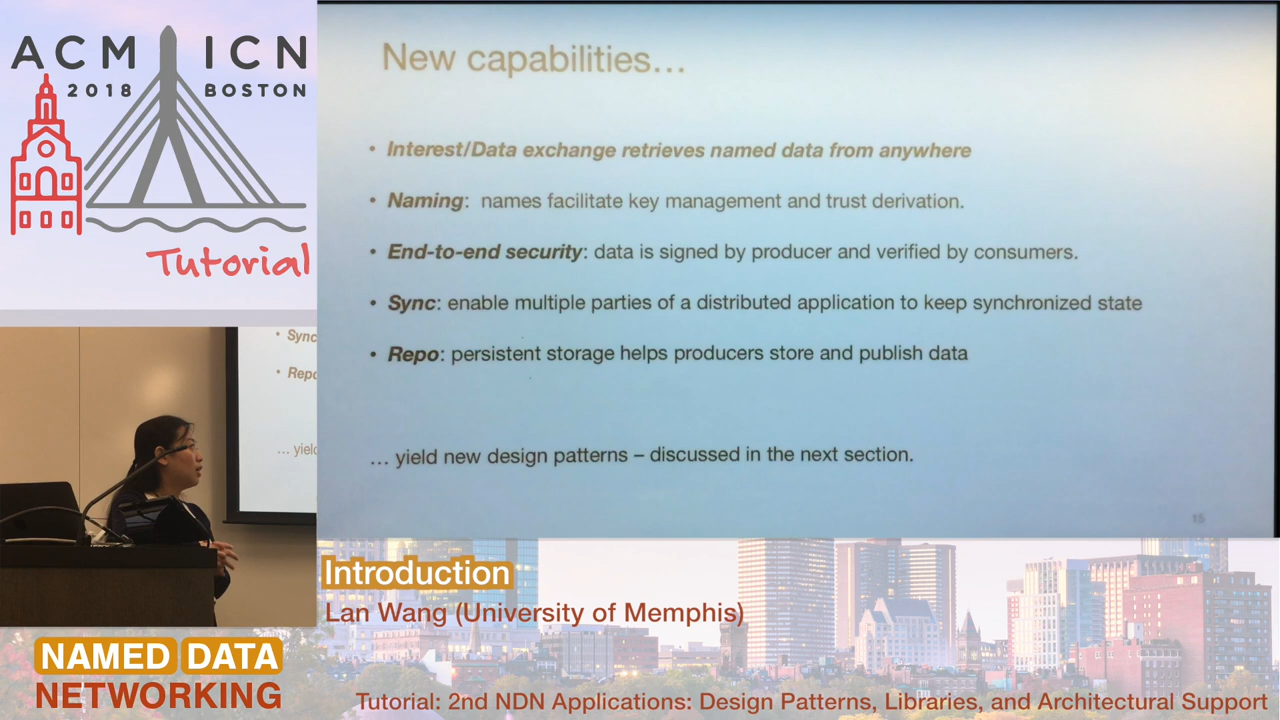 ACM ICN
2018 BOSTON
Tutorial
New capabilities…
• Interest/Data exchange retrieves named data from anywhere
• Naming: names facilitate key management and trust derivation.
• End-to-end security: data is signed by producer and verified by consumers.
• Sync: enable multiple parties of a distributed application to keep synchronized state
• Repo: persistent storage helps producers store and publish data
… yield new design patterns – discussed in the next section.
15
• Sync
• Repo
… yield
Introduction
Lan Wang (University of Memphis)
NAMED DATA
NETWORKING
Tutorial: 2nd NDN Applications: Design Patterns, Libraries, and Architectural Support